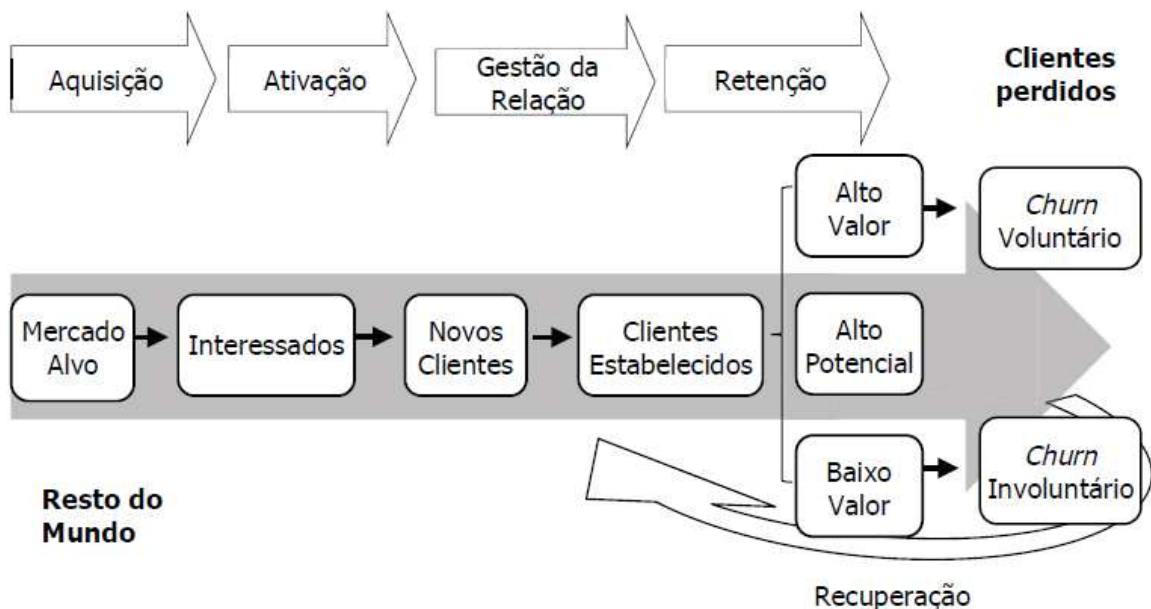 Aquisição
Ativação
Gestão da
Relação
Retenção
Clientes
perdidos
Alto
Valor
Churn
Voluntário
Mercado
Alvo
Interessados
Novos
Clientes
Clientes
Estabelecidos
Alto
Potencial
Baixo
Valor
Churn
Involuntário
Resto do
Mundo
Recuperação